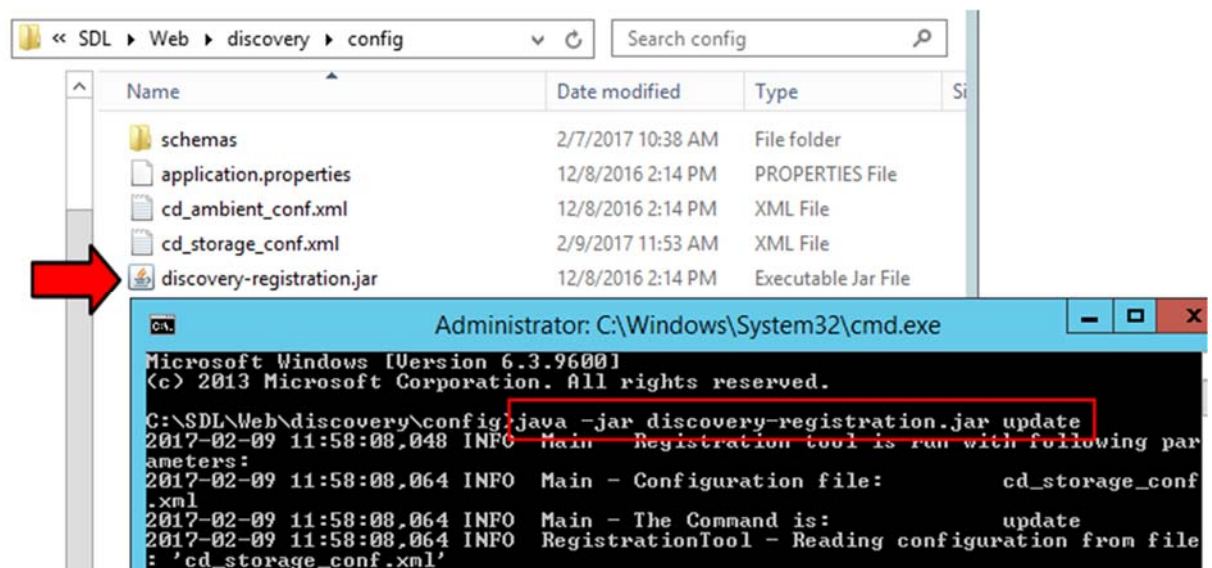 « SDL ▸ Web ▸ discovery ▸ config
Search config
Name Date modified Type Si
schemas 2/7/2017 10:38 AM File folder
application.properties 12/8/2016 2:14 PM PROPERTIES File
cd_ambient_conf.xml 12/8/2016 2:14 PM XML File
cd_storage_conf.xml 2/9/2017 11:53 AM XML File
discovery-registration.jar 12/8/2016 2:14 PM Executable Jar File
Administrator: C:\Windows\System32\cmd.exe
Microsoft Windows [Version 6.3.9600]
(c) 2013 Microsoft Corporation. All rights reserved.
C:\SDL\Web\discovery\config>java -jar discovery-registration.jar update
2017-02-09 11:58:08,048 INFO Main - Registration tool is run with following par
ameters:
2017-02-09 11:58:08,064 INFO Main - Configuration file: cd_storage_conf
.xml
2017-02-09 11:58:08,064 INFO Main - The Command is: update
2017-02-09 11:58:08,064 INFO RegistrationTool - Reading configuration from file
: 'cd_storage_conf.xml'